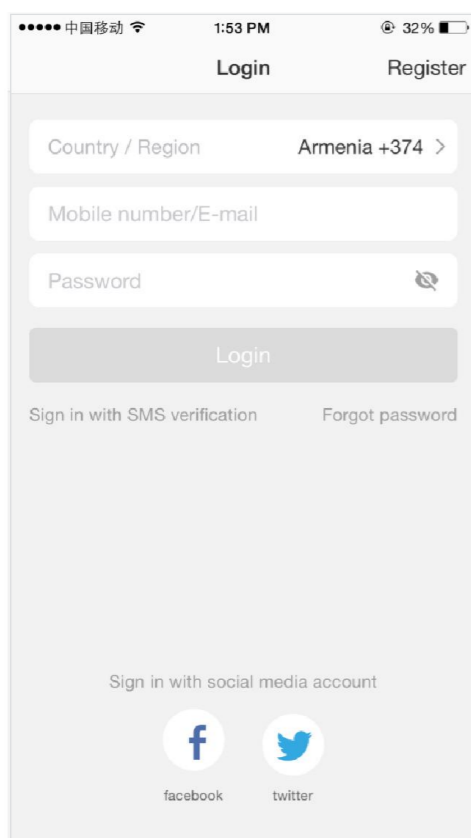 中国移动 1:53 PM 32%
Login Register
Country / Region Armenia +374 >
Mobile number/E-mail
Password
Login
Sign in with SMS verification Forgot password
Sign in with social media account
facebook twitter